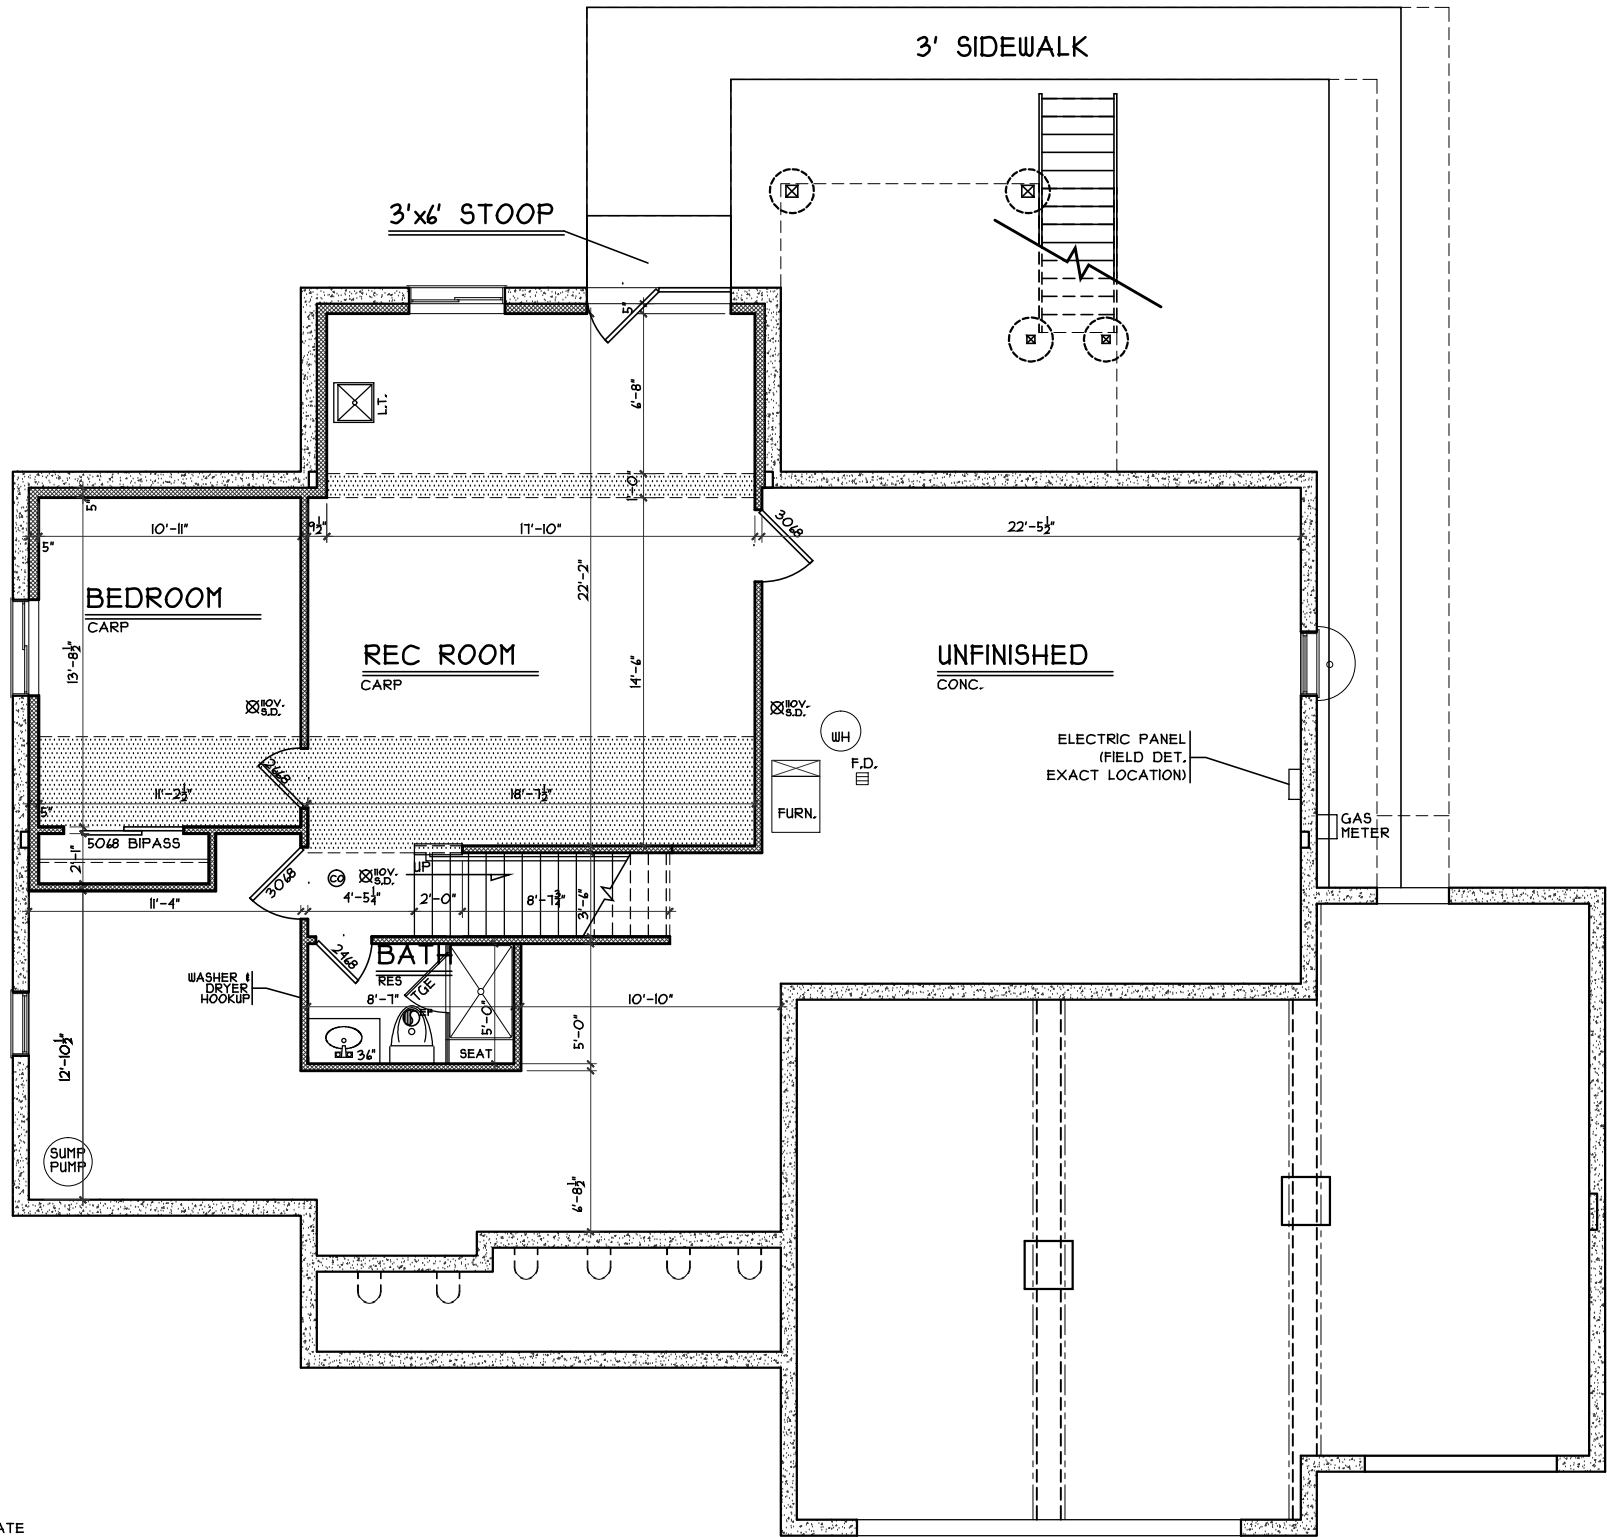 3' SIDEWALK
3'x6' STOOP
5"
L.T.
6'-8"
1'-0"
5"
10'-11"
9½"
17'-10"
3068
22'-5½"
5"
22'-2"
BEDROOM
CARP
REC ROOM
CARP
UNFINISHED
CONC.
13'-8½"
14'-6"
110V.
S.D.
110V.
S.D.
WH
F.D.
ELECTRIC PANEL
(FIELD DET.
EXACT LOCATION)
2668
11'-2½"
18'-7½"
5"
FURN.
GAS
METER
5068 BIPASS
2'-1"
UP
3068
CO
110V.
S.D.
11'-4"
4'-5¼"
2'-0"
8'-7¾"
3'-6"
2468
BATH
RES
WASHER &
DRYER
HOOKUP
8'-7"
TGE
10'-10"
5'-0"
5'-0"
36"
SEAT
12'-10½"
SUMP
PUMP
6'-8½"
ATE